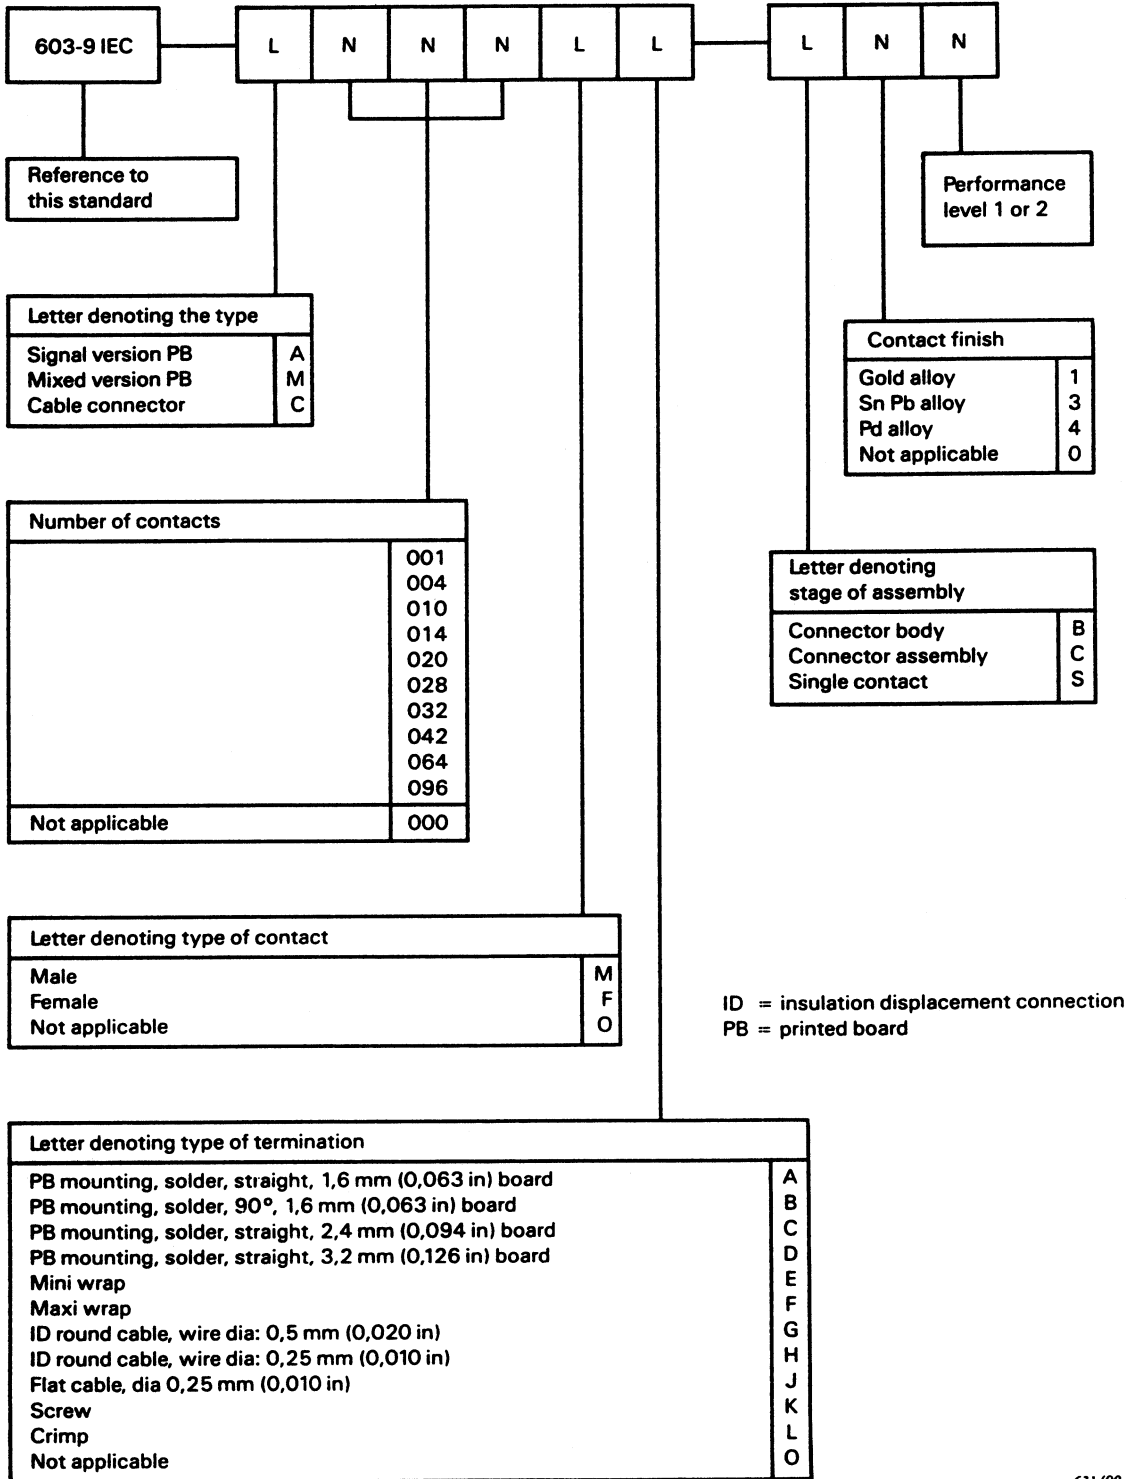 603-9 IEC L N N N L L L N N
Reference to
this standard
Performance
level 1 or 2
Letter denoting the type
Signal version PB A
Mixed version PB M
Cable connector C
Contact finish
Gold alloy 1
Sn Pb alloy 3
Pd alloy 4
Not applicable 0
Number of contacts
001
004
010
014
020
028
032
042
064
096
Not applicable 000
Letter denoting
stage of assembly
Connector body B
Connector assembly C
Single contact S
Letter denoting type of contact
Male M
Female F
Not applicable O
ID = insulation displacement connection
PB = printed board
Letter denoting type of termination
PB mounting, solder, straight, 1,6 mm (0,063 in) board A
PB mounting, solder, 90°, 1,6 mm (0,063 in) board B
PB mounting, solder, straight, 2,4 mm (0,094 in) board C
PB mounting, solder, straight, 3,2 mm (0,126 in) board D
Mini wrap E
Maxi wrap F
ID round cable, wire dia: 0,5 mm (0,020 in) G
ID round cable, wire dia: 0,25 mm (0,010 in) H
Flat cable, dia 0,25 mm (0,010 in) J
Screw K
Crimp L
Not applicable O